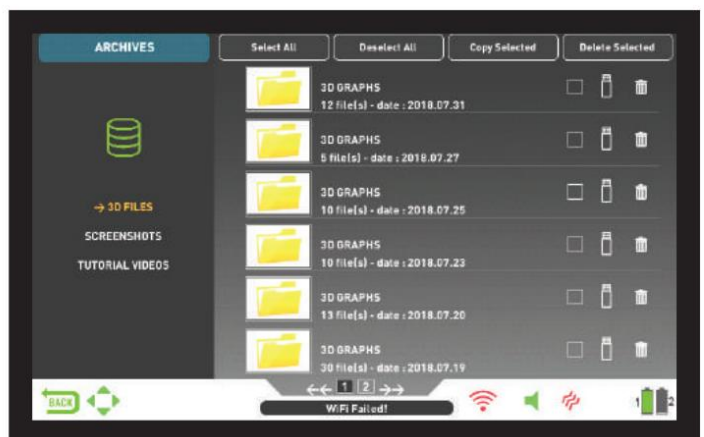 ARCHIVES
Select All
Deselect All
Copy Selected
Delete Selected
3D GRAPHS
12 file(s) - date : 2018.07.31
3D GRAPHS
5 file(s) - date : 2018.07.27
3D GRAPHS
10 file(s) - date : 2018.07.25
3D GRAPHS
10 file(s) - date : 2018.07.23
3D GRAPHS
13 file(s) - date : 2018.07.20
3D GRAPHS
30 file(s) - date : 2018.07.19
→ 3D FILES
SCREENSHOTS
TUTORIAL VIDEOS
BACK
←← 1 2 →→
WiFi Failed!
1 2